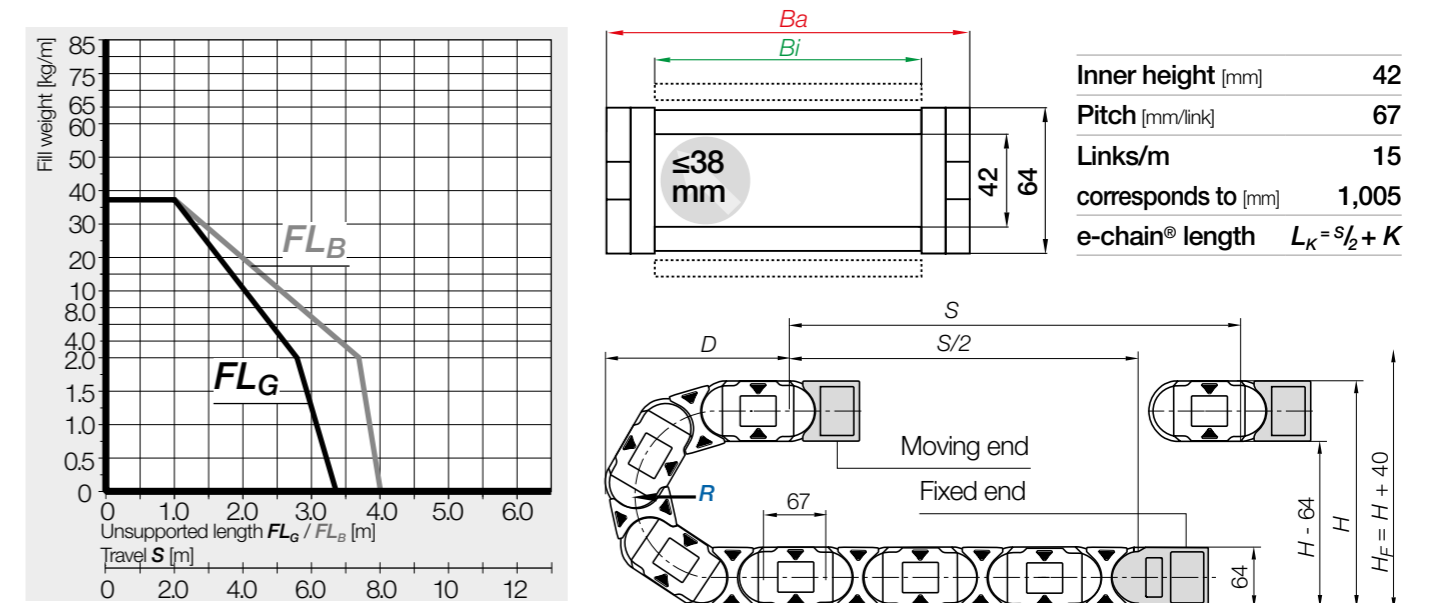 Fill weight [kg/m]
85
75
65
60
50
40
30
20
10
8.0
4.0
2.0
1.5
1.0
0.5
0
FL_B
FL_G
0 1.0 2.0 3.0 4.0 5.0 6.0
Unsupported length FL_G / FL_B [m]
Travel S [m]
0 2.0 4.0 6.0 8.0 10 12
Ba
Bi
≤38
mm
42
64
Inner height [mm] 42
Pitch [mm/link] 67
Links/m 15
corresponds to [mm] 1,005
e-chain® length L_K = S/2 + K
S
D
S/2
Moving end
Fixed end
R
67
64
H - 64
H
H_F = H + 40